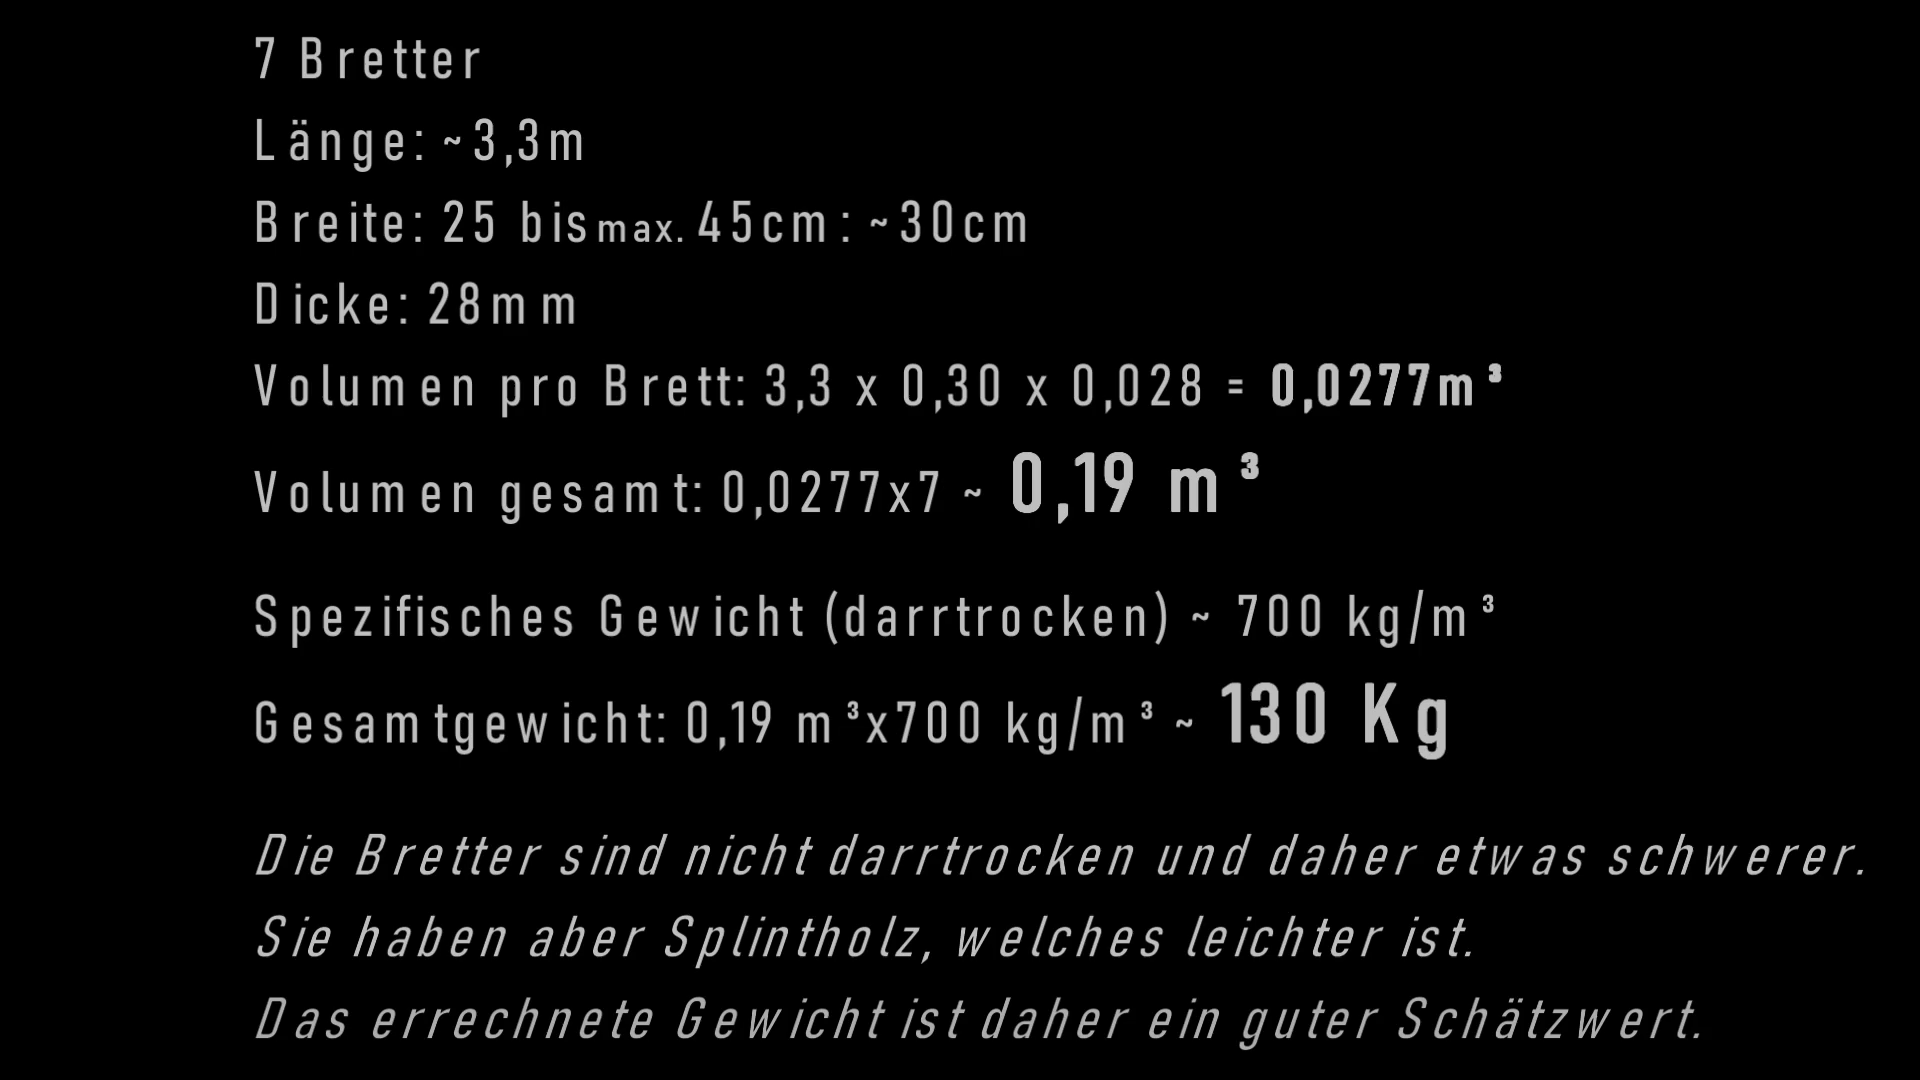 7 Bretter
Länge: ~3,3m
Breite: 25 bis max. 45cm: ~30cm
Dicke: 28mm
Volumen pro Brett: 3,3 x 0,30 x 0,028 = 0,0277m³
Volumen gesamt: 0,0277x7 ~ 0,19 m³
Spezifisches Gewicht (darrtrocken) ~ 700 kg/m³
Gesamtgewicht: 0,19 m³x700 kg/m³ ~ 130 Kg
Die Bretter sind nicht darrtrocken und daher etwas schwerer.
Sie haben aber Splintholz, welches leichter ist.
Das errechnete Gewicht ist daher ein guter Schätzwert.